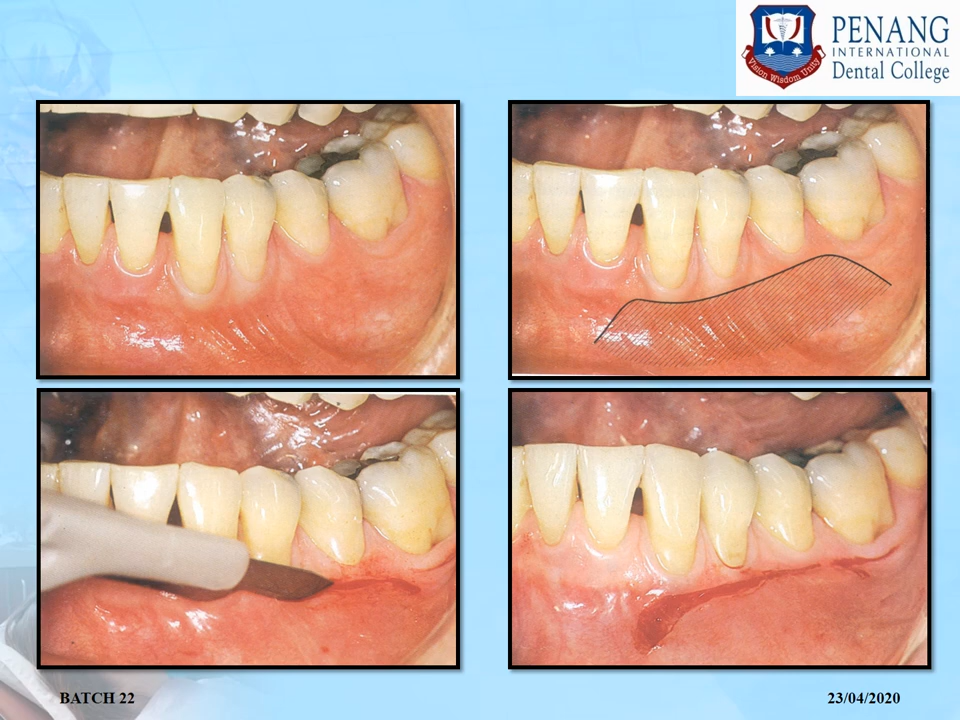 PENANG
INTERNATIONAL
Dental College
Vision Wisdom Unity
BATCH 22
23/04/2020